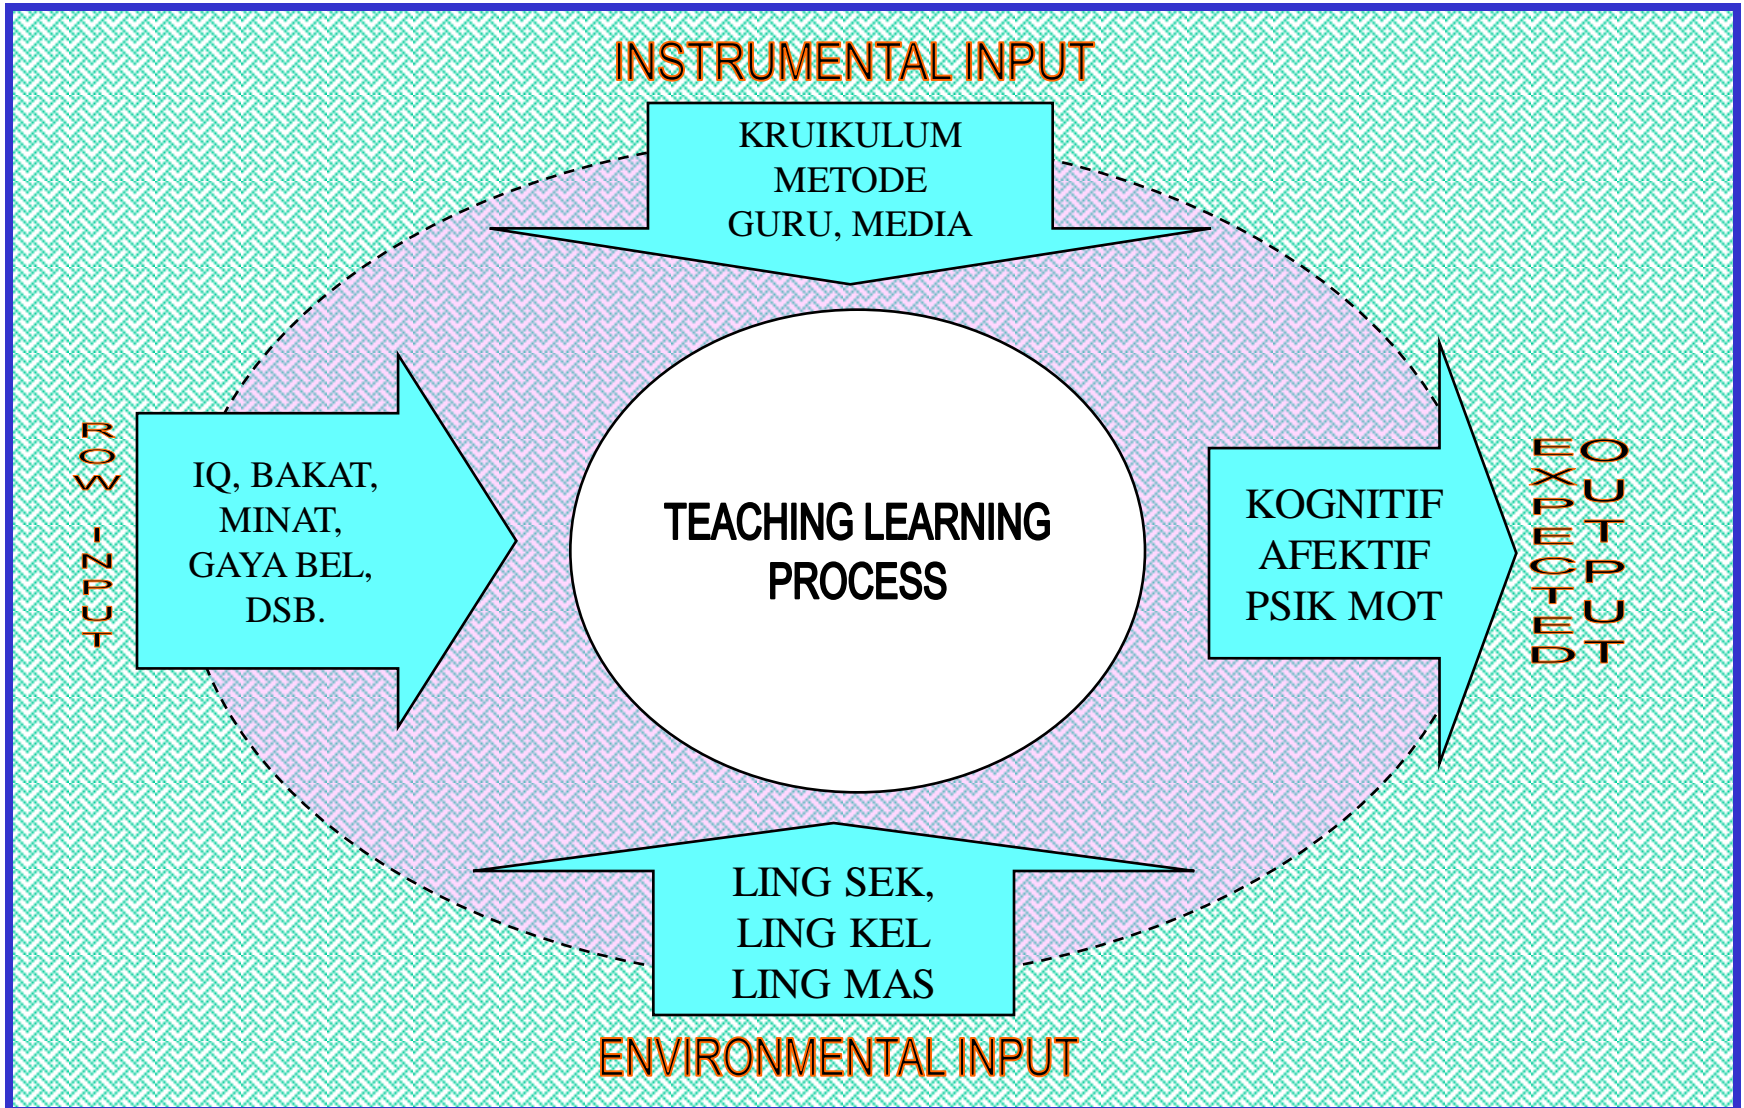 INSTRUMENTAL INPUT
KRUIKULUM
METODE
GURU, MEDIA
ROW INPUT
IQ, BAKAT,
MINAT,
GAYA BEL,
DSB.
TEACHING LEARNING
PROCESS
KOGNITIF
AFEKTIF
PSIK MOT
EXPECTED
OUTPUT
LING SEK,
LING KEL
LING MAS
ENVIRONMENTAL INPUT